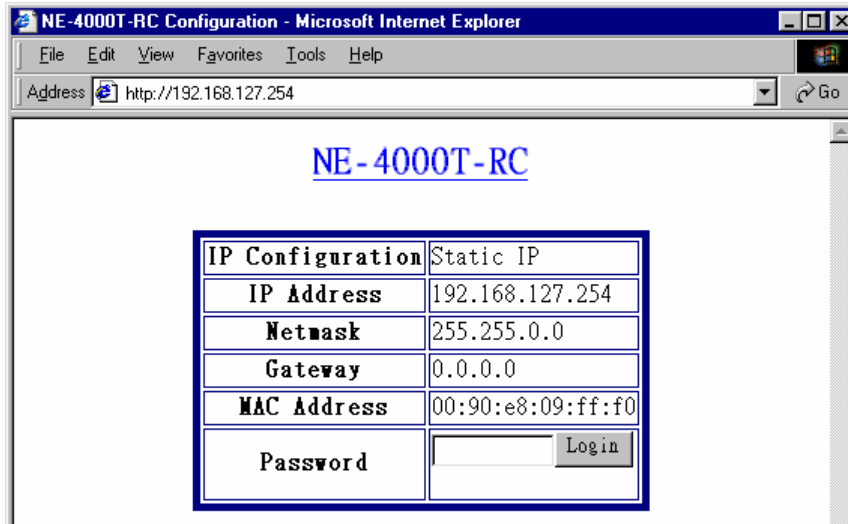 NE-4000T-RC Configuration - Microsoft Internet Explorer
File Edit View Favorites Tools Help
Address http://192.168.127.254 Go
NE-4000T-RC
IP Configuration Static IP
IP Address 192.168.127.254
Netmask 255.255.0.0
Gateway 0.0.0.0
MAC Address 00:90:e8:09:ff:f0
Password Login